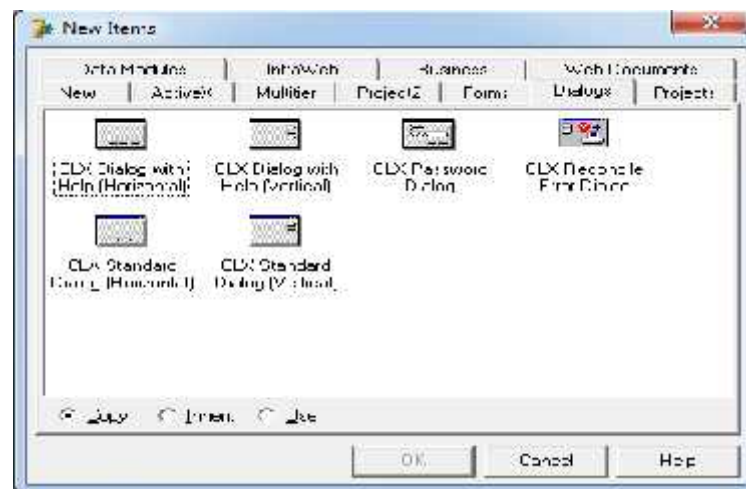 New Items
Data Modules IntraWeb Business Web Documents
New ActiveX Multitier Project2 Forms Dialogs Projects
CLX Dialog with CLX Dialog with CLX Password CLX Reconcile
Help (Horizontal) Help (Vertical) Dialog Error Dialog
CLX Standard CLX Standard
Dialog (Horizontal) Dialog (Vertical)
Copy Inherit Use
OK Cancel Help